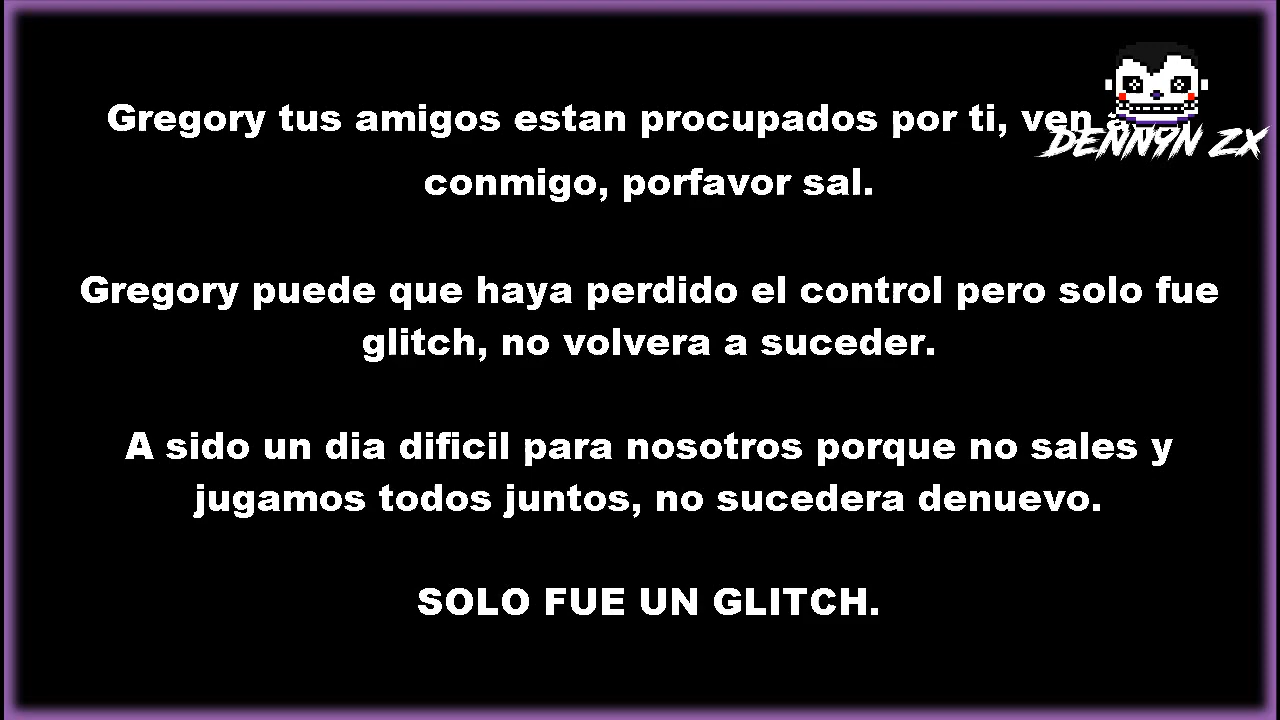 Gregory tus amigos estan procupados por ti, ven
conmigo, porfavor sal.
Gregory puede que haya perdido el control pero solo fue
glitch, no volvera a suceder.
A sido un dia dificil para nosotros porque no sales y
jugamos todos juntos, no sucedera denuevo.
SOLO FUE UN GLITCH.
DENNYN ZX